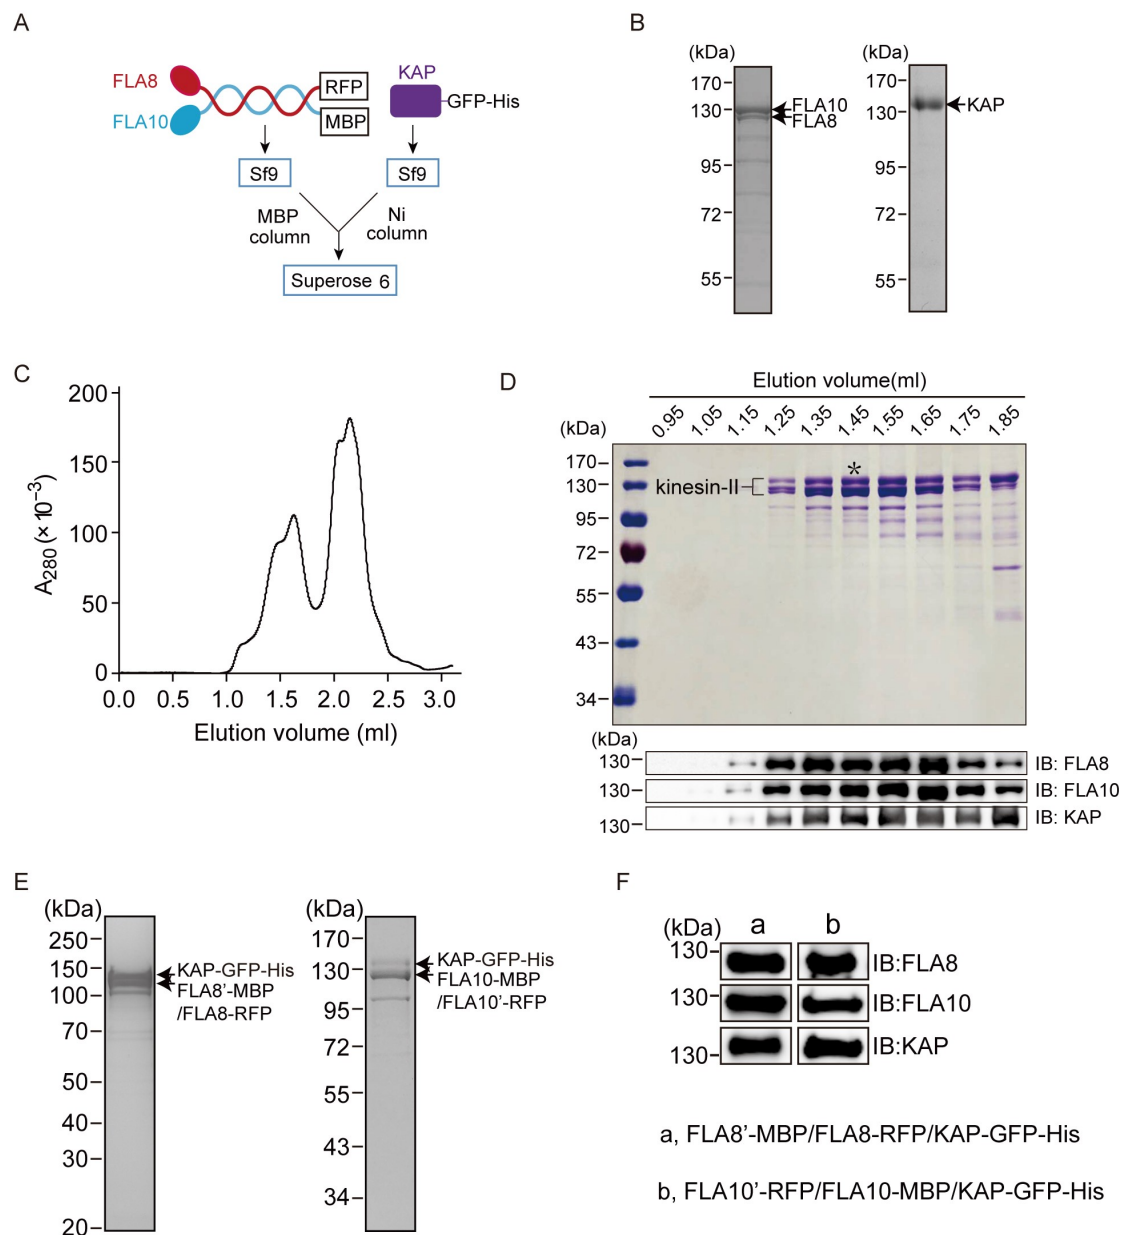 A
FLA8
FLA10
RFP
MBP
KAP
GFP-His
Sf9
Sf9
MBP
column
Ni
column
Superose 6
B
(kDa)
170
130
95
72
55
FLA10
FLA8
(kDa)
170
130
95
72
55
KAP
C
200
150
100
50
0
A280 (×10⁻³)
0.0 0.5 1.0 1.5 2.0 2.5 3.0
Elution volume (ml)
D
Elution volume(ml)
0.95 1.05 1.15 1.25 1.35 1.45 1.55 1.65 1.75 1.85
(kDa)
170
130
95
72
55
43
34
kinesin-II
*
(kDa)
130 IB: FLA8
130 IB: FLA10
130 IB: KAP
E
(kDa)
250
150
100
70
50
40
30
20
KAP-GFP-His
FLA8'-MBP
/FLA8-RFP
(kDa)
170
130
95
72
55
43
34
KAP-GFP-His
FLA10-MBP
/FLA10'-RFP
F
(kDa) a b
130 IB:FLA8
130 IB:FLA10
130 IB:KAP
a, FLA8'-MBP/FLA8-RFP/KAP-GFP-His
b, FLA10'-RFP/FLA10-MBP/KAP-GFP-His